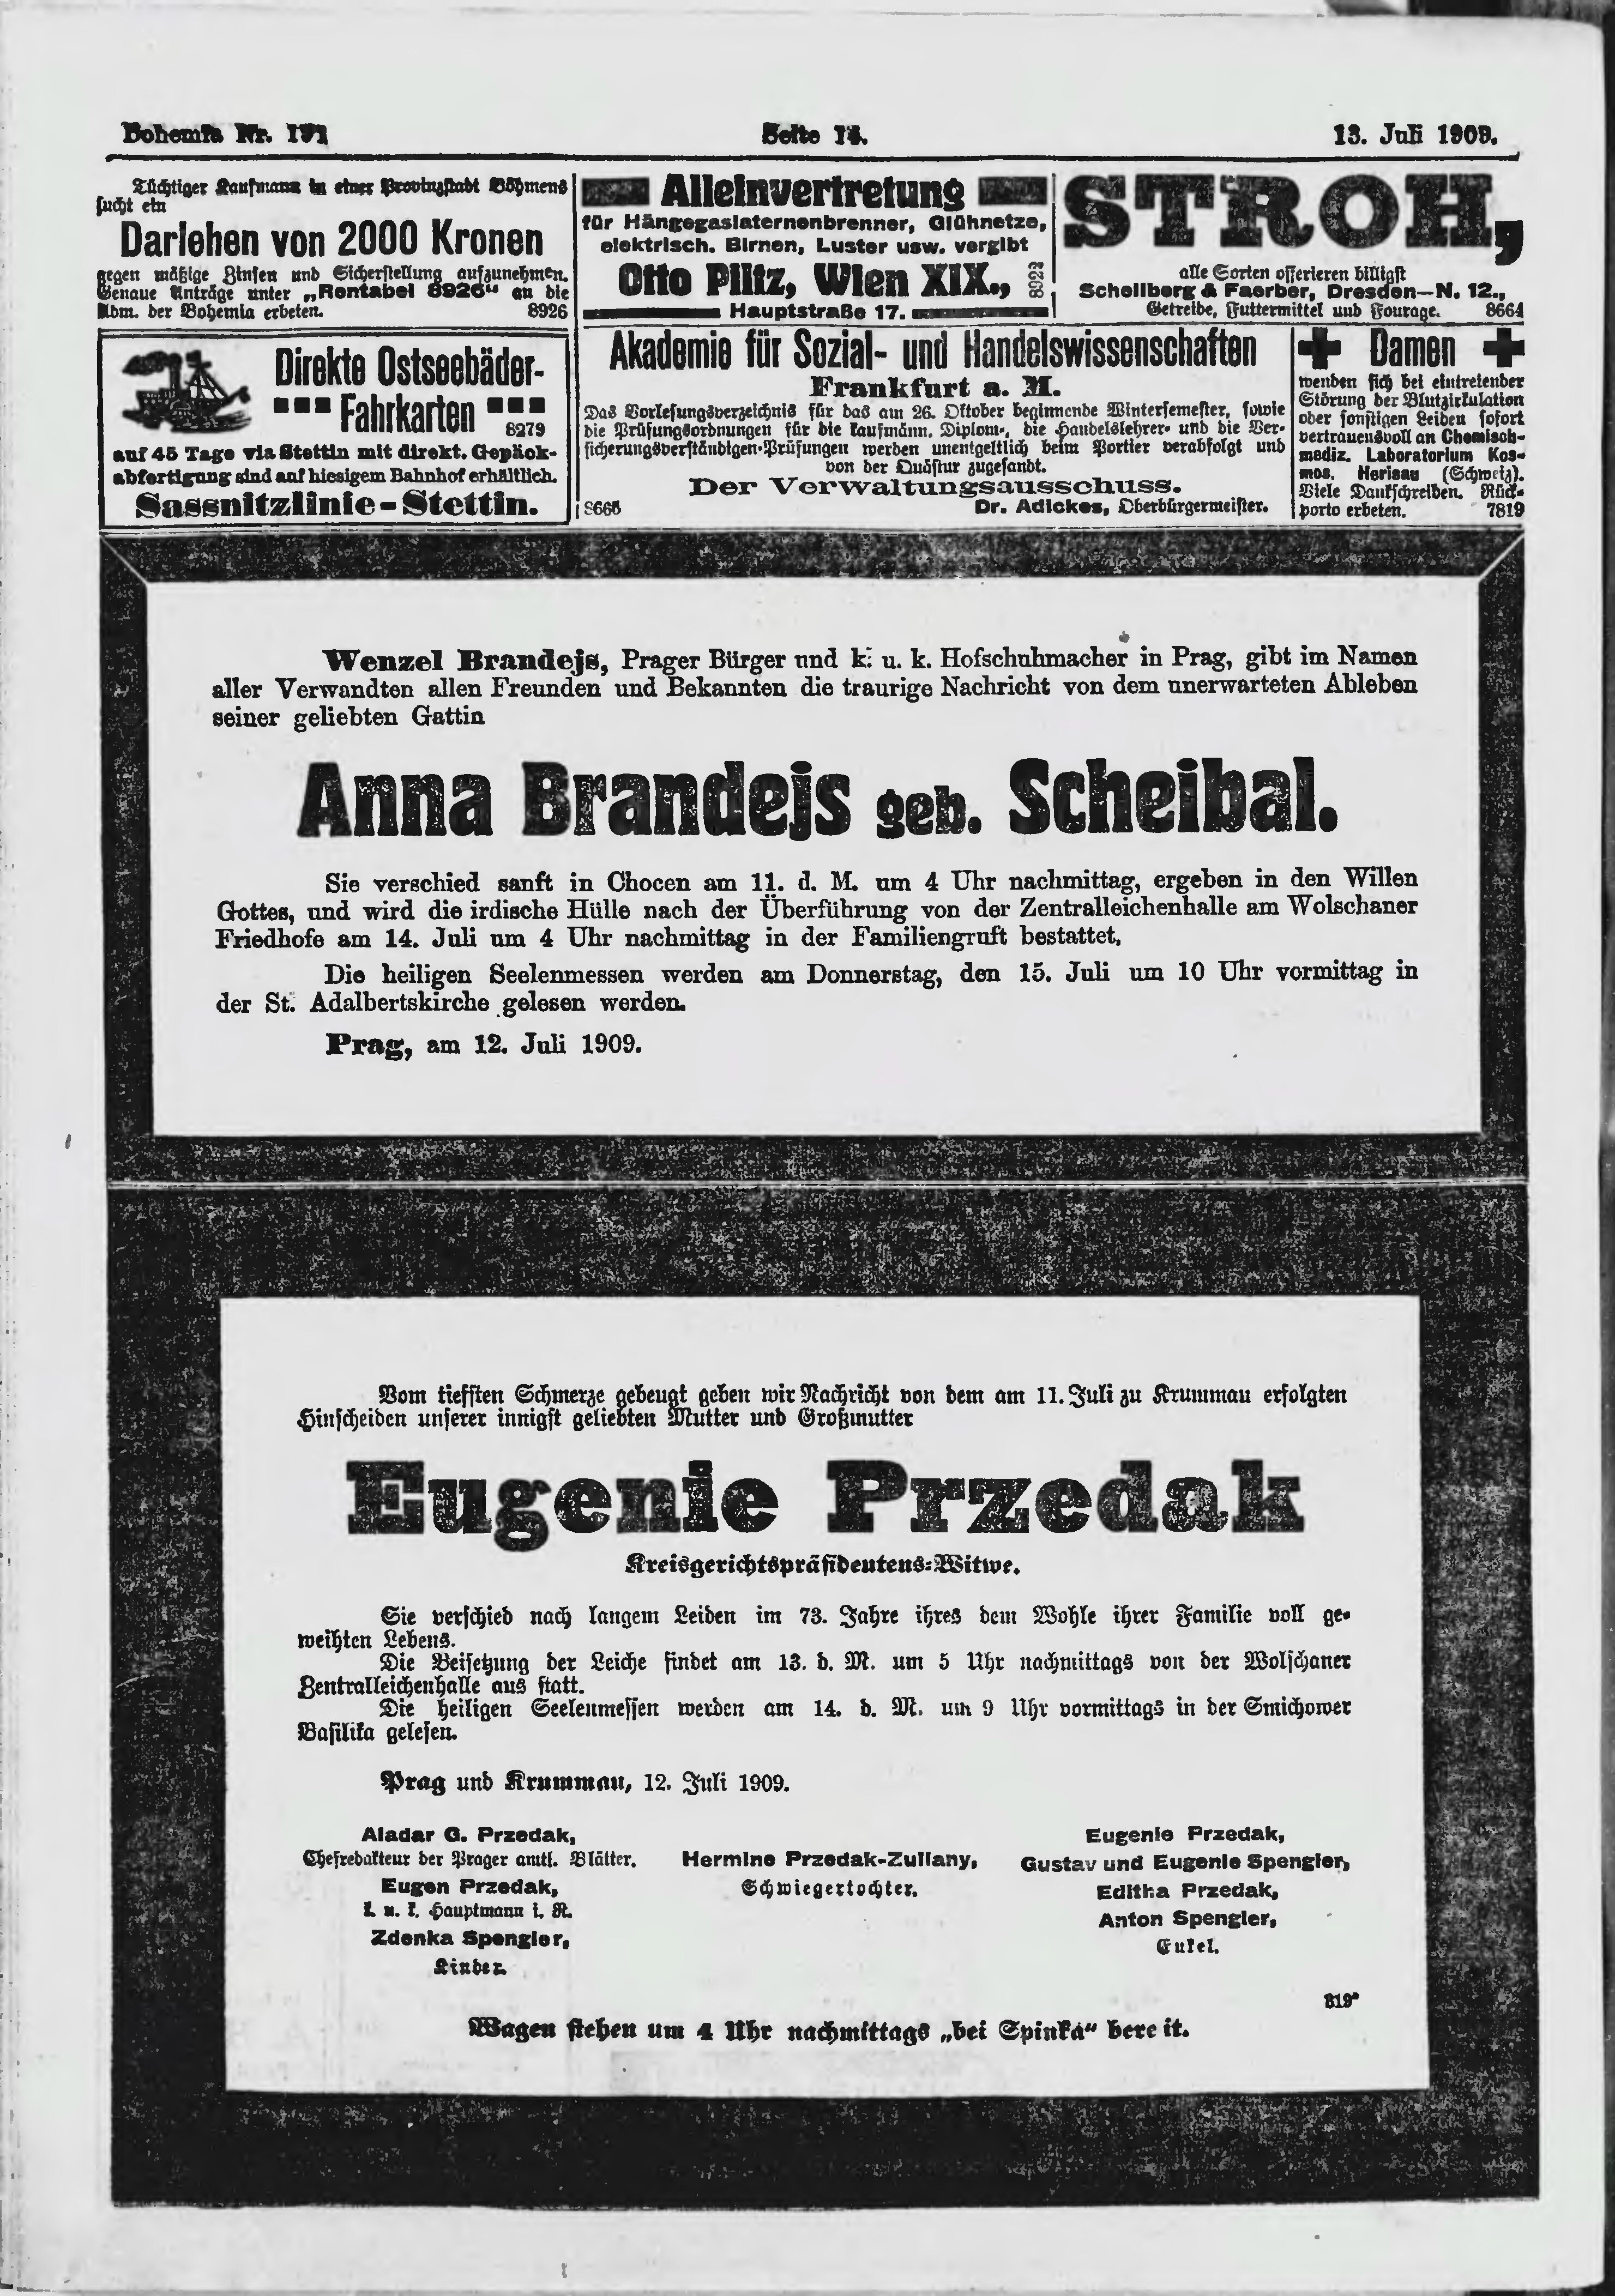 Bohemia Nr. 191
Seite 14.
13. Juli 1909.
Tüchtiger Kaufmann in einer Provinzstadt Böhmens
sucht ein
Darlehen von 2000 Kronen
gegen mäßige Zinsen und Sicherstellung aufzunehmen.
Genaue Anträge unter „Rentabel 8926“ an die
Adm. der Bohemia erbeten. 8926
Alleinvertretung
für Hängegaslaternenbrenner, Glühnetze,
elektrisch. Birnen, Luster usw. vergibt
Otto Piltz, Wien XIX.,
Hauptstraße 17.
8923
STROH,
alle Sorten offerieren billigst
Schellberg & Faerber, Dresden—N. 12.,
Getreibe, Futtermittel und Fourage. 8664
Direkte Ostseebäder-
Fahrkarten
8279
auf 45 Tage via Stettin mit direkt. Gepäck-
abfertigung sind auf hiesigem Bahnhof erhältlich.
Sassnitzlinie-Stettin.
Akademie für Sozial- und Handelswissenschaften
Frankfurt a. M.
Das Vorlesungsverzeichnis für das am 26. Oktober beginnende Wintersemester, sowie
die Prüfungsordnungen für die kaufmänn. Diplom-, die Handelslehrer- und die Ver-
sicherungsverständigen-Prüfungen werden unentgeltlich beim Portier verabfolgt und
von der Quästur zugesandt.
Der Verwaltungsausschuss.
8665 Dr. Adickes, Oberbürgermeister.
Damen
wenden sich bei eintretender
Störung der Blutzirkulation
oder sonstigen Leiden sofort
vertrauensvoll an Chemisch-
mediz. Laboratorium Kos-
mos, Herisau (Schweiz).
Viele Dankschreiben. Rück-
porto erbeten. 7819
Wenzel Brandejs, Prager Bürger und k. u. k. Hofschuhmacher in Prag, gibt im Namen
aller Verwandten allen Freunden und Bekannten die traurige Nachricht von dem unerwarteten Ableben
seiner geliebten Gattin
Anna Brandejs geb. Scheibal.
Sie verschied sanft in Chocen am 11. d. M. um 4 Uhr nachmittag, ergeben in den Willen
Gottes, und wird die irdische Hülle nach der Überführung von der Zentralleichenhalle am Wolschaner
Friedhofe am 14. Juli um 4 Uhr nachmittag in der Familiengruft bestattet.
Die heiligen Seelenmessen werden am Donnerstag, den 15. Juli um 10 Uhr vormittag in
der St. Adalbertskirche gelesen werden.
Prag, am 12. Juli 1909.
Vom tiefsten Schmerze gebeugt geben wir Nachricht von dem am 11. Juli zu Krummau erfolgten
Hinscheiden unserer innigst geliebten Mutter und Großmutter
Eugenie Przedak
Kreisgerichtspräsidentens-Witwe.
Sie verschied nach langem Leiden im 73. Jahre ihres dem Wohle ihrer Familie voll ge-
weihten Lebens.
Die Beisetzung der Leiche findet am 13. d. M. um 5 Uhr nachmittags von der Wolschaner
Zentralleichenhalle aus statt.
Die heiligen Seelenmessen werden am 14. d. M. um 9 Uhr vormittags in der Smichower
Basilika gelesen.
Prag und Krummau, 12. Juli 1909.
Aladar G. Przedak,
Chefredakteur der Prager amtl. Blätter.
Eugen Przedak,
k. u. k. Hauptmann i. R.
Zdenka Spengler,
Kinder.
Hermine Przedak-Zullany,
Schwiegertochter.
Eugenie Przedak,
Gustav und Eugenie Spengler,
Editha Przedak,
Anton Spengler,
Enkel.
319*
Wagen stehen um 4 Uhr nachmittags „bei Spinka“ bereit.